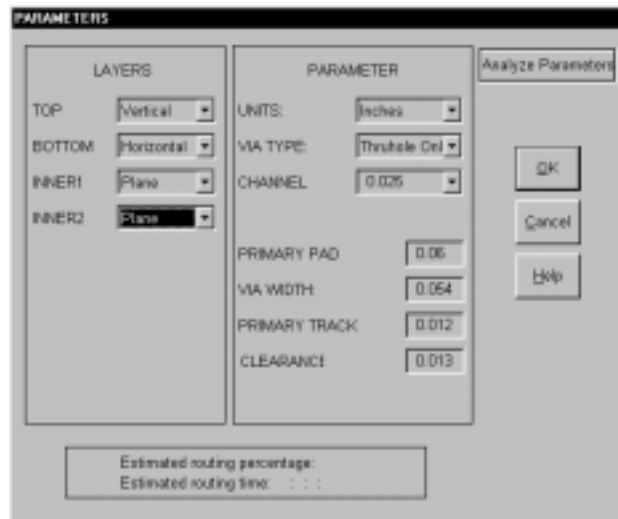 PARAMETERS
LAYERS
TOP Vertical
BOTTOM Horizontal
INNER1 Plane
INNER2 Plane
PARAMETER
UNITS: Inches
VIA TYPE: Thruhole Onl
CHANNEL 0.025
PRIMARY PAD 0.06
VIA WIDTH: 0.054
PRIMARY TRACK 0.012
CLEARANCE 0.013
Analyze Parameters
OK
Cancel
Help
Estimated routing percentage:
Estimated routing time: : : :